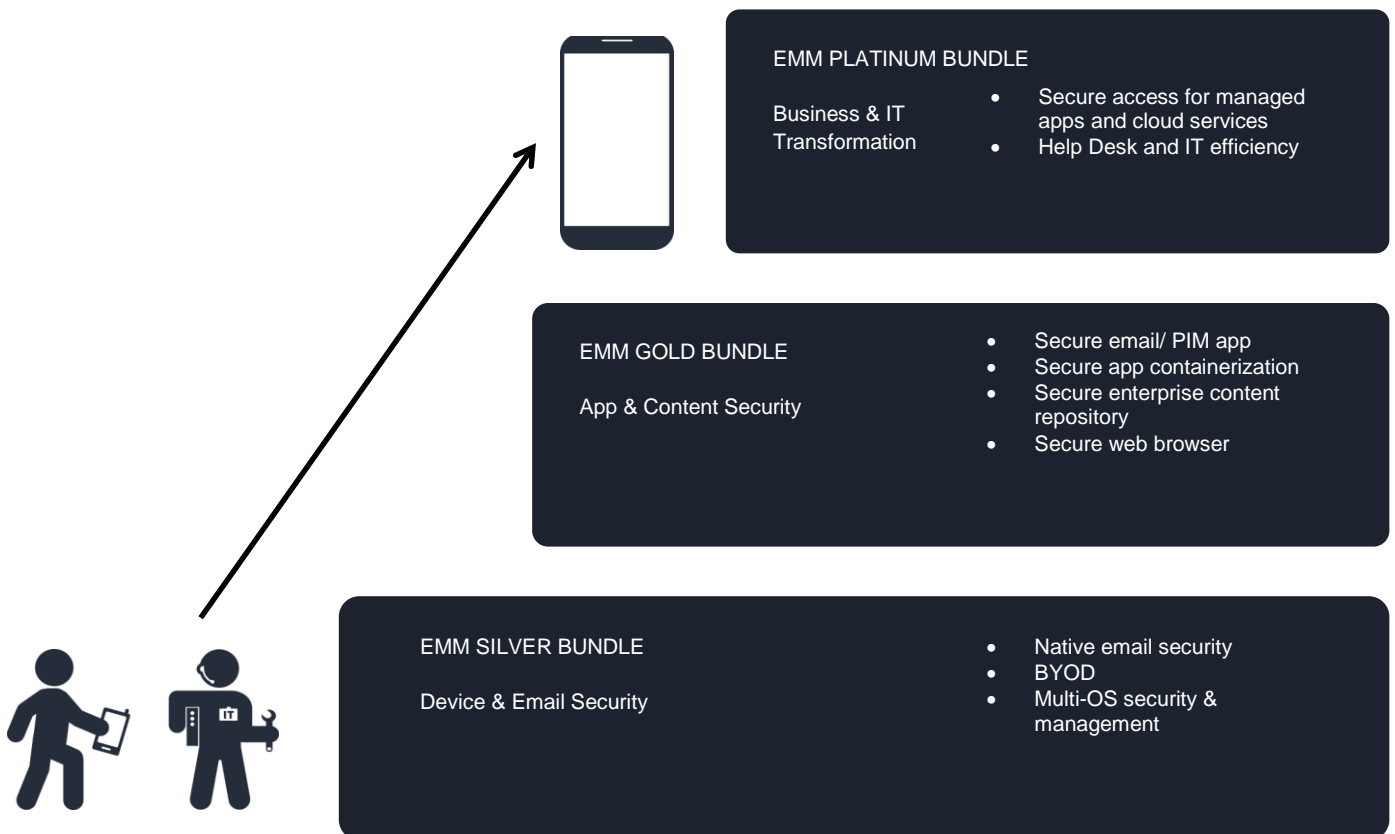 EMM PLATINUM BUNDLE
Business & IT
Transformation
• Secure access for managed
apps and cloud services
• Help Desk and IT efficiency
EMM GOLD BUNDLE
App & Content Security
• Secure email/ PIM app
• Secure app containerization
• Secure enterprise content
repository
• Secure web browser
EMM SILVER BUNDLE
Device & Email Security
• Native email security
• BYOD
• Multi-OS security &
management
IT